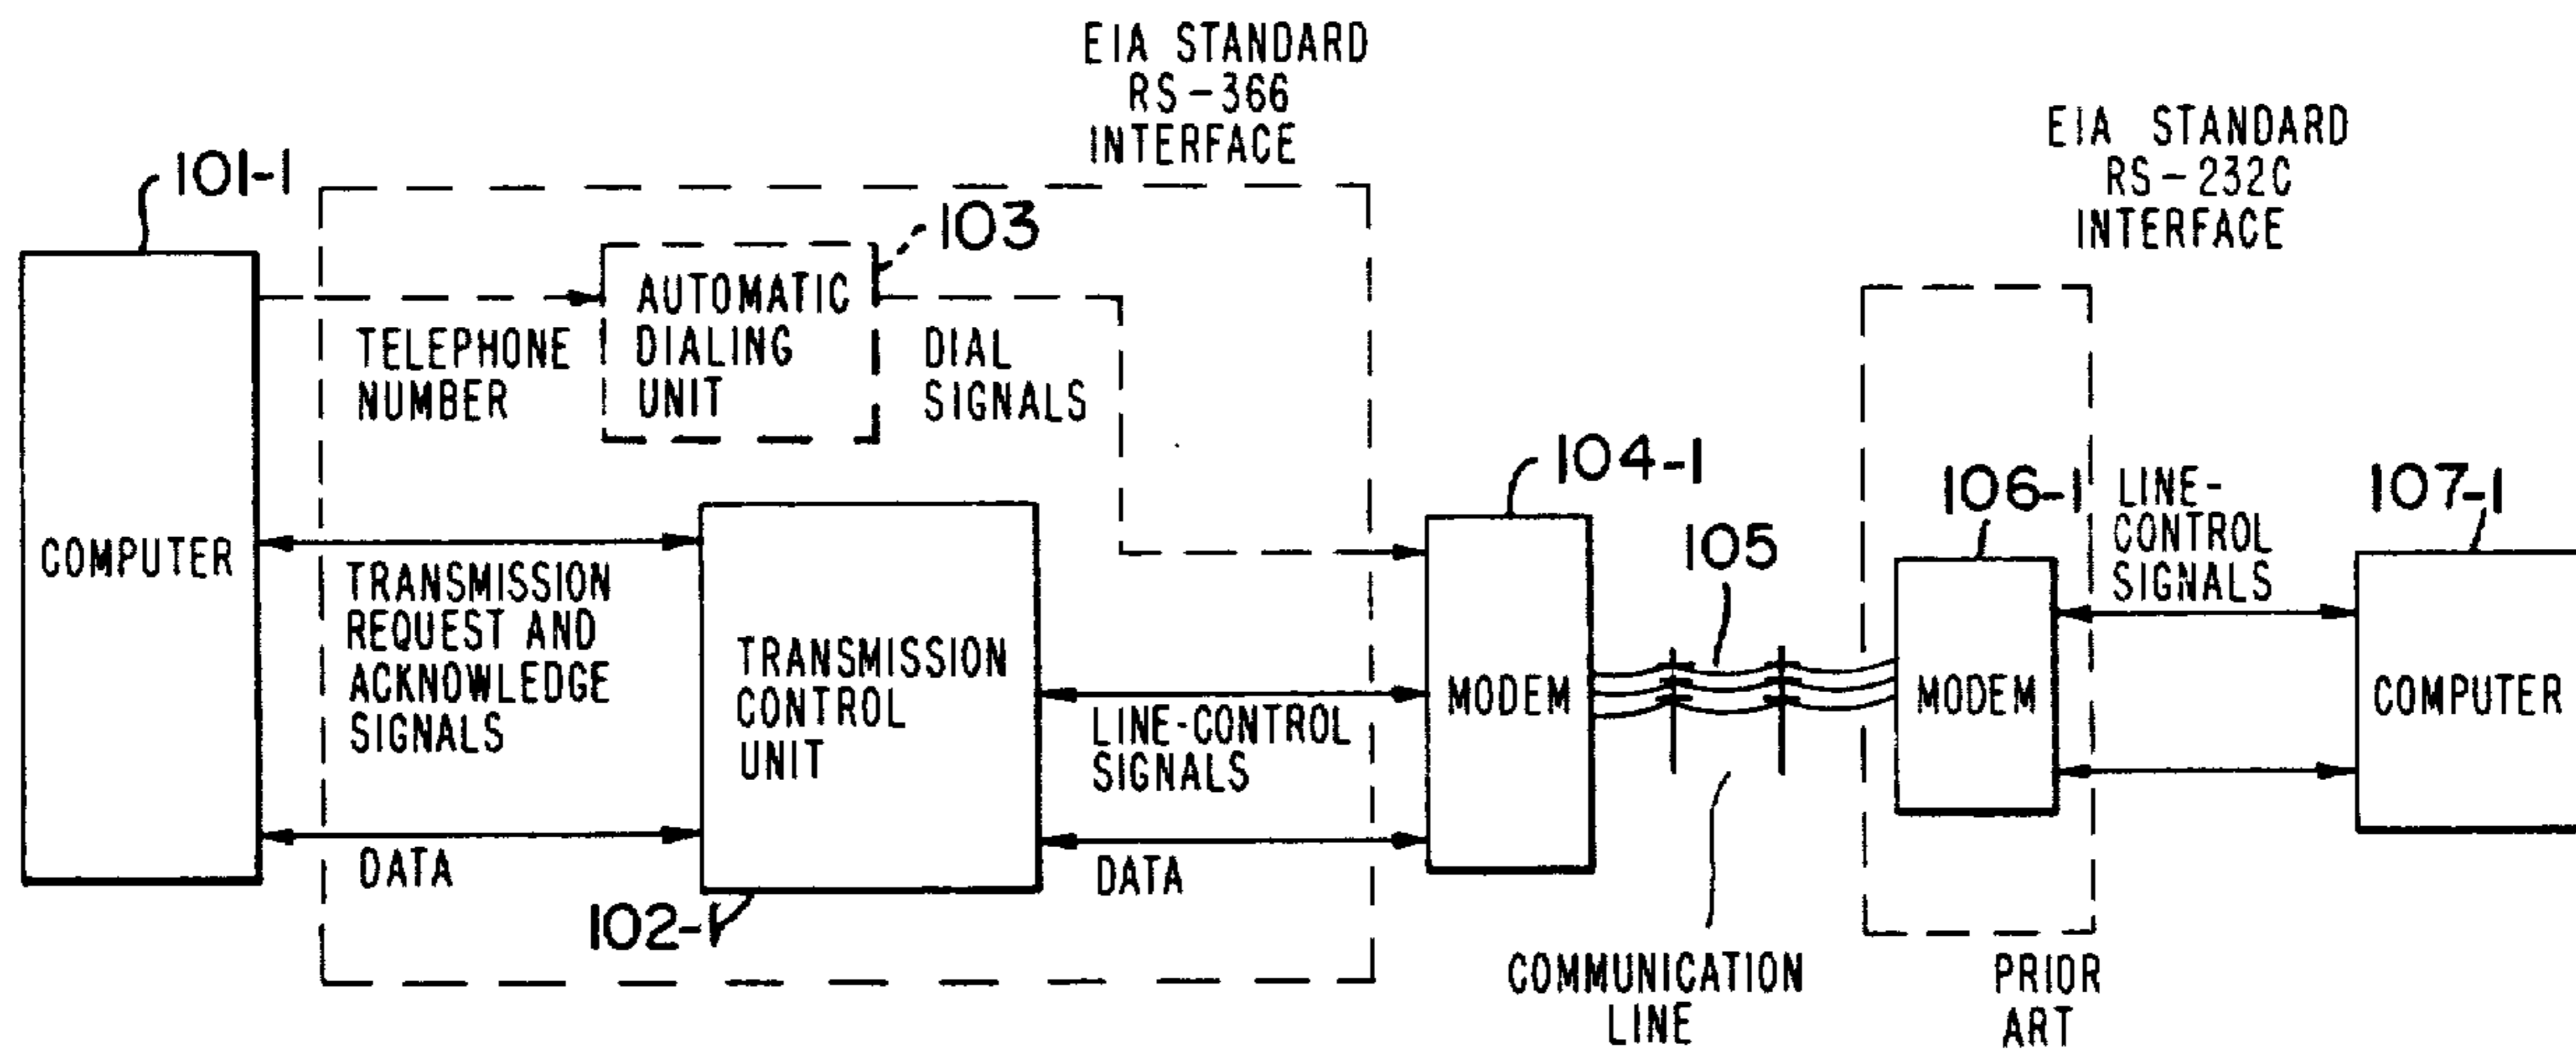 EIA STANDARD
RS-366
INTERFACE
EIA STANDARD
RS-232C
INTERFACE
101-1
103
AUTOMATIC
DIALING
UNIT
TELEPHONE
NUMBER
DIAL
SIGNALS
104-1
106-1
LINE-
CONTROL
SIGNALS
107-1
105
COMPUTER
TRANSMISSION
REQUEST AND
ACKNOWLEDGE
SIGNALS
TRANSMISSION
CONTROL
UNIT
LINE-CONTROL
SIGNALS
MODEM
MODEM
COMPUTER
DATA
DATA
102-1
COMMUNICATION
LINE
PRIOR
ART